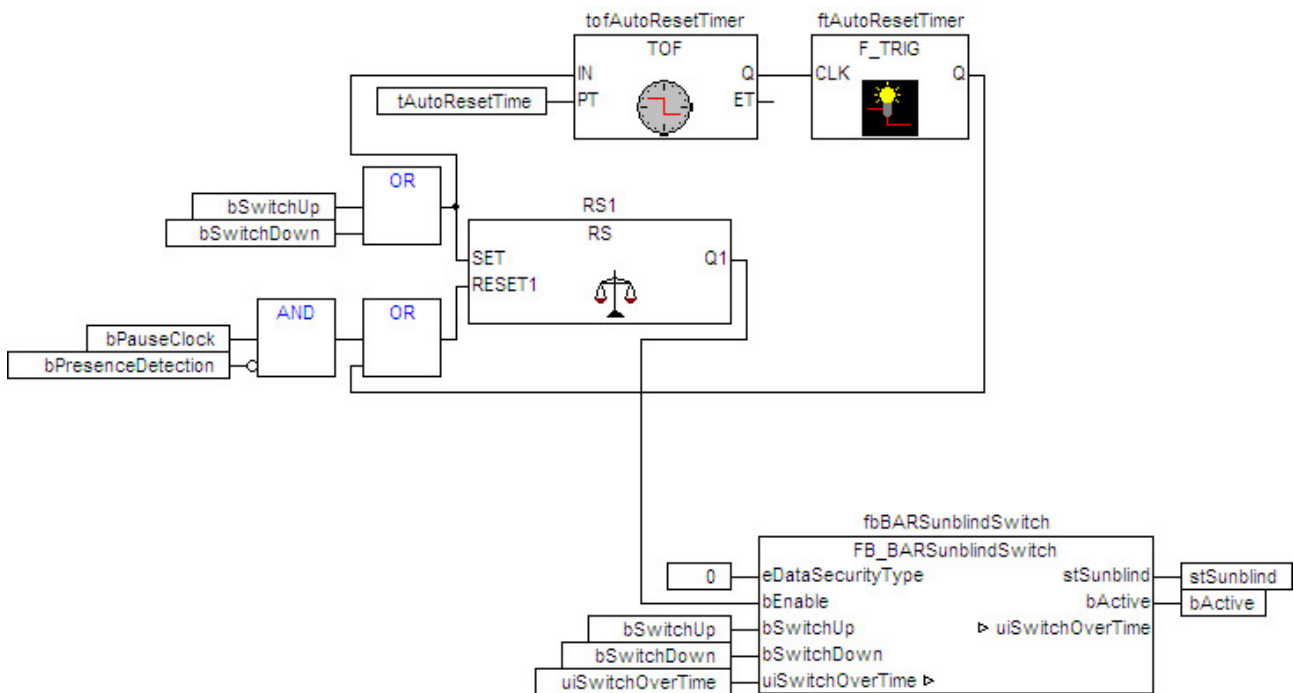 tofAutoResetTimer ftAutoResetTimer
TOF F_TRIG
IN Q CLK Q
tAutoResetTime PT ET
OR
bSwitchUp
bSwitchDown
RS1
RS
SET Q1
RESET1
AND OR
bPauseClock
bPresenceDetection
fbBARSunblindSwitch
FB_BARSunblindSwitch
0 eDataSecurityType stSunblind stSunblind
bEnable bActive bActive
bSwitchUp bSwitchUp ▷ uiSwitchOverTime
bSwitchDown bSwitchDown
uiSwitchOverTime uiSwitchOverTime ▷